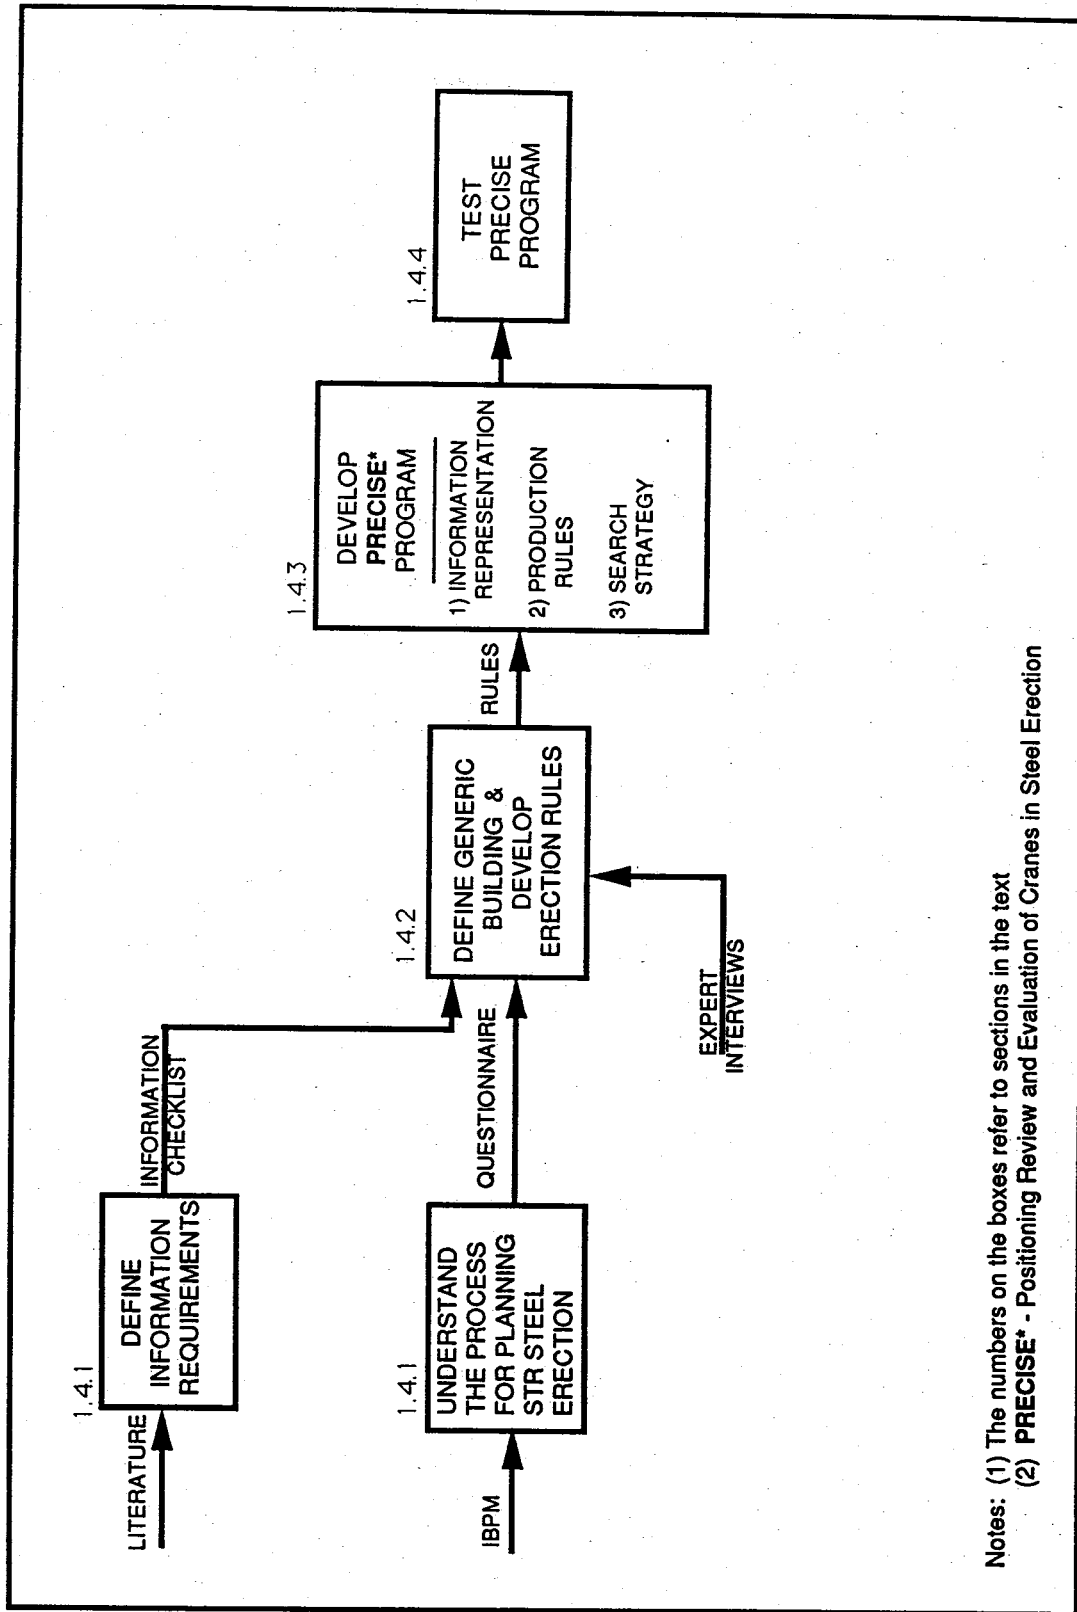 LITERATURE
1.4.1
DEFINE
INFORMATION
REQUIREMENTS
INFORMATION
CHECKLIST
IBPM
1.4.1
UNDERSTAND
THE PROCESS
FOR PLANNING
STR STEEL
ERECTION
QUESTIONNAIRE
EXPERT
INTERVIEWS
1.4.2
DEFINE GENERIC
BUILDING &
DEVELOP
ERECTION RULES
RULES
1.4.3
DEVELOP
PRECISE*
PROGRAM
1) INFORMATION
REPRESENTATION
2) PRODUCTION
RULES
3) SEARCH
STRATEGY
1.4.4
TEST
PRECISE
PROGRAM
Notes: (1) The numbers on the boxes refer to sections in the text
(2) PRECISE* - Positioning Review and Evaluation of Cranes in Steel Erection